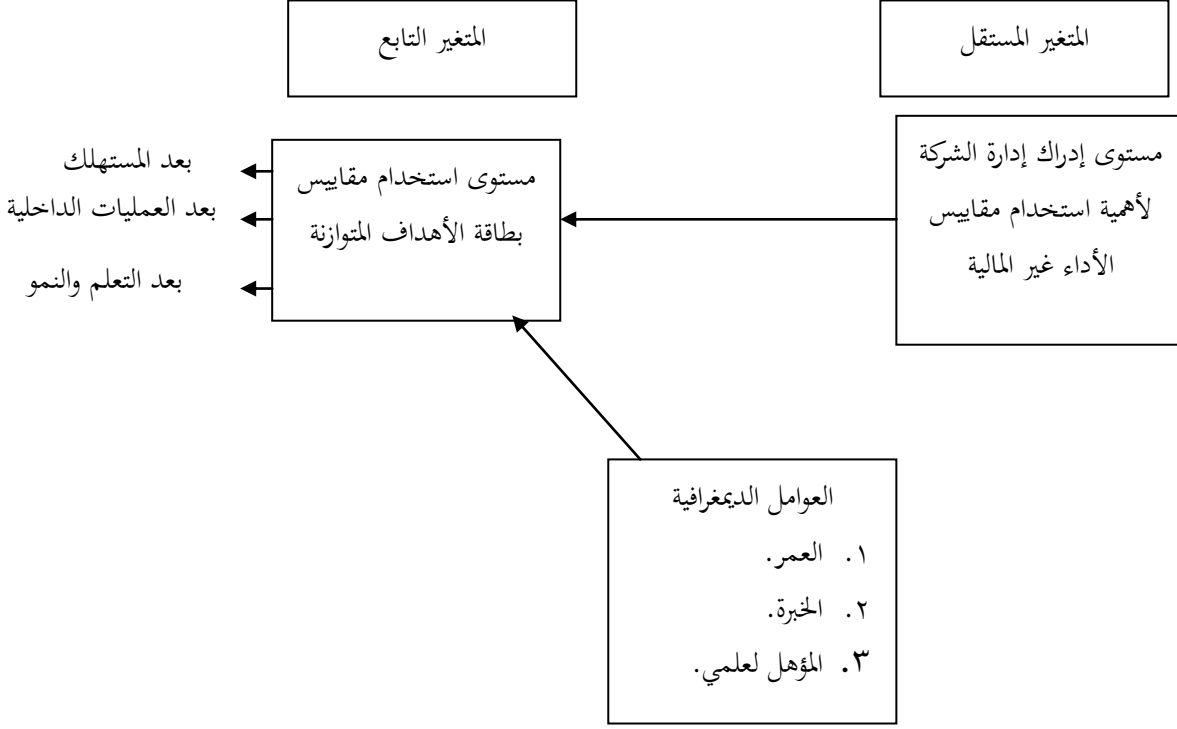 المتغير المستقل
المتغير التابع
مستوى إدراك إدارة الشركة
لأهمية استخدام مقاييس
الأداء غير المالية
مستوى استخدام مقاييس
بطاقة الأهداف المتوازنة
بعد المستهلك
بعد العمليات الداخلية
بعد التعلم والنمو
العوامل الديمغرافية
١. العمر.
٢. الخبرة.
٣. المؤهل لعلمي.